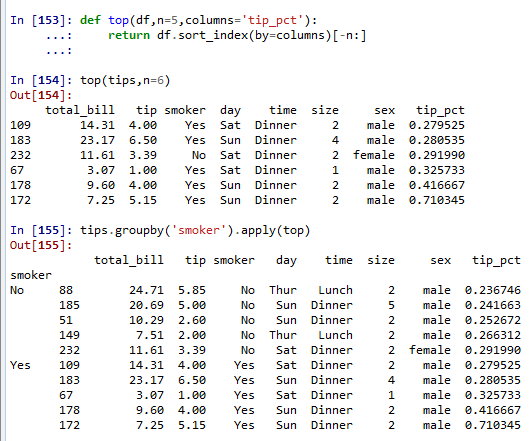 In [153]: def top(df,n=5,columns='tip_pct'):
     ...:     return df.sort_index(by=columns)[-n:]
     ...:
In [154]: top(tips,n=6)
Out[154]:
     total_bill   tip smoker  day    time  size     sex   tip_pct
109       14.31  4.00    Yes  Sat  Dinner     2    male  0.279525
183       23.17  6.50    Yes  Sun  Dinner     4    male  0.280535
232       11.61  3.39     No  Sat  Dinner     2  female  0.291990
67         3.07  1.00    Yes  Sat  Dinner     1    male  0.325733
178        9.60  4.00    Yes  Sun  Dinner     2    male  0.416667
172        7.25  5.15    Yes  Sun  Dinner     2    male  0.710345
In [155]: tips.groupby('smoker').apply(top)
Out[155]:
            total_bill   tip smoker   day    time  size     sex   tip_pct
smoker
No     88        24.71  5.85     No  Thur   Lunch     2    male  0.236746
       185       20.69  5.00     No   Sun  Dinner     5    male  0.241663
       51        10.29  2.60     No   Sun  Dinner     2    male  0.252672
       149        7.51  2.00     No  Thur   Lunch     2    male  0.266312
       232       11.61  3.39     No   Sat  Dinner     2  female  0.291990
Yes    109       14.31  4.00    Yes   Sat  Dinner     2    male  0.279525
       183       23.17  6.50    Yes   Sun  Dinner     4    male  0.280535
       67         3.07  1.00    Yes   Sat  Dinner     1    male  0.325733
       178        9.60  4.00    Yes   Sun  Dinner     2    male  0.416667
       172        7.25  5.15    Yes   Sun  Dinner     2    male  0.710345